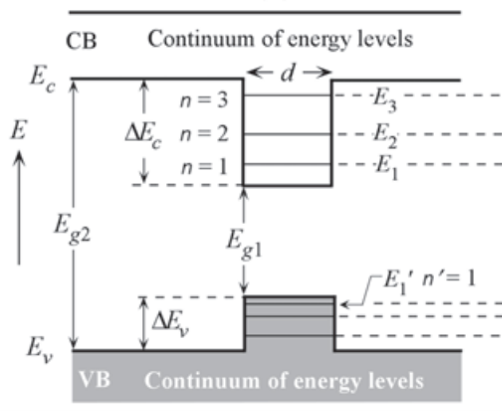 CB Continuum of energy levels
E_c d
n = 3 E_3
E ΔE_c n = 2 E_2
n = 1 E_1
E_g2 E_g1
E_1′ n′ = 1
ΔE_v
E_v
VB Continuum of energy levels